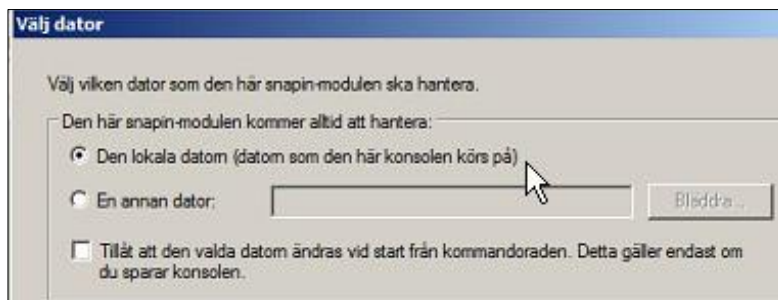 Välj dator
Välj vilken dator som den här snapin-modulen ska hantera.
Den här snapin-modulen kommer alltid att hantera:
Den lokala datorn (datorn som den här konsolen körs på)
En annan dator:
Bläddra...
Tillåt att den valda datorn ändras vid start från kommandoraden. Detta gäller endast om
du sparar konsolen.